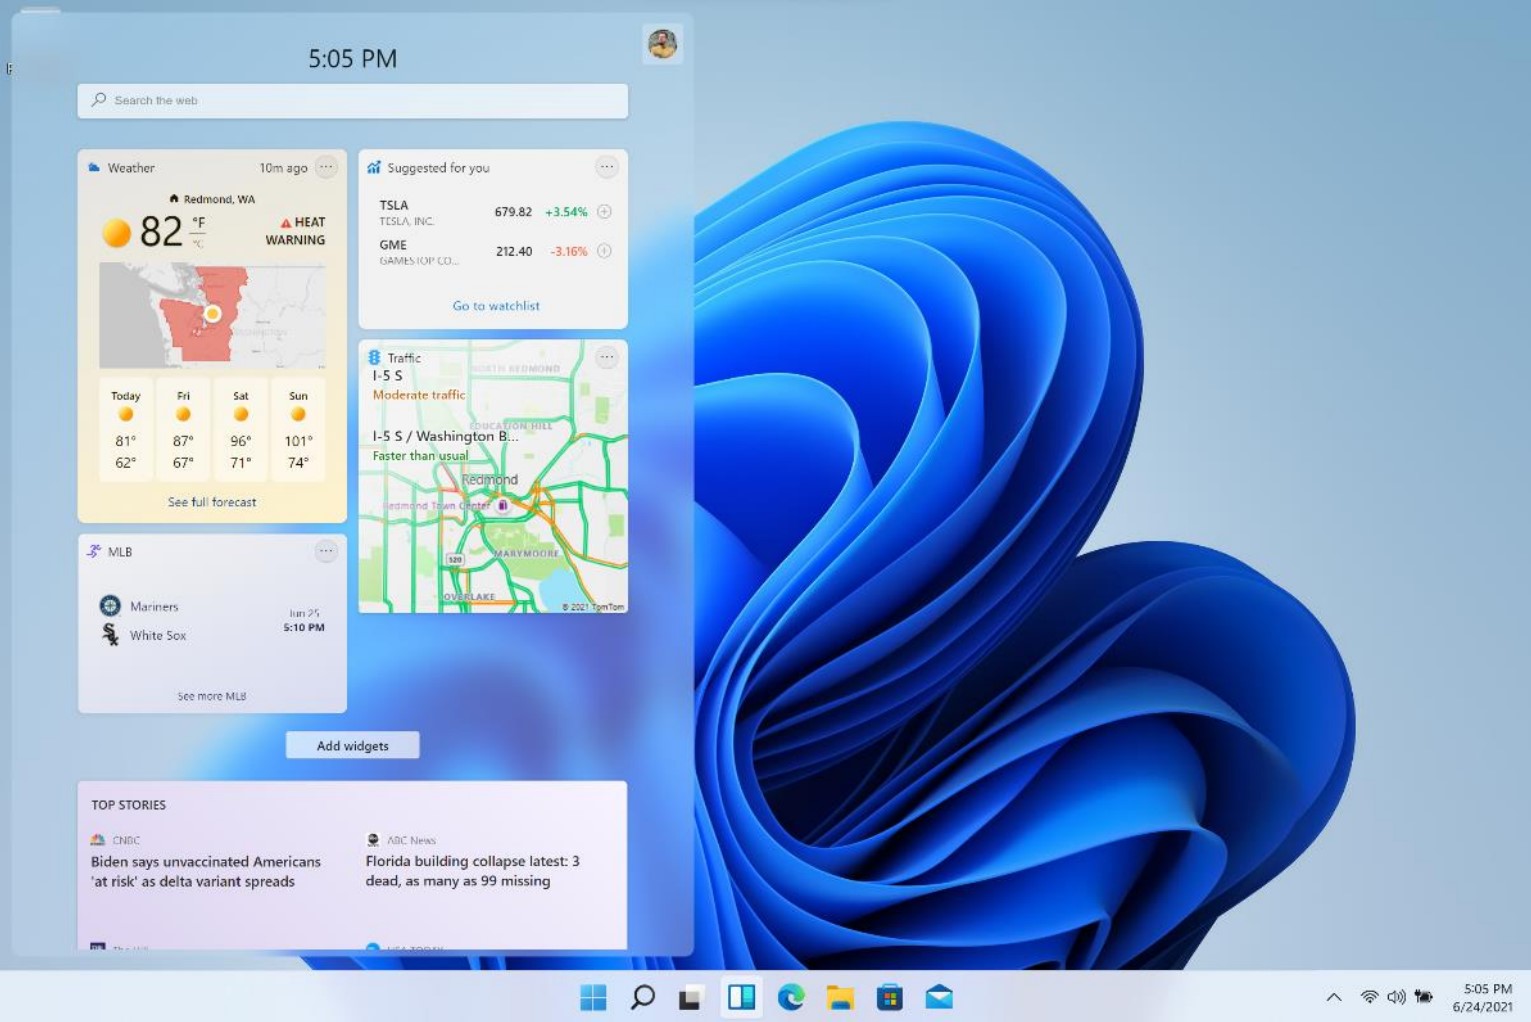 5:05 PM
Search the web
Weather
10m ago
Redmond, WA
82 °F
°C
HEAT
WARNING
Today
Fri
Sat
Sun
81°
87°
96°
101°
62°
67°
71°
74°
See full forecast
Suggested for you
TSLA
TESLA, INC.
679.82
+3.54%
GME
GAMESTOP CO...
212.40
-3.16%
Go to watchlist
Traffic
I-5 S
Moderate traffic
I-5 S / Washington B...
Faster than usual
NORTH REDMOND
EDUCATION HILL
Redmond
Redmond Town Center
520
MARYMOORE
OVERLAKE
© 2021 TomTom
MLB
Mariners
White Sox
Jun 25
5:10 PM
See more MLB
Add widgets
TOP STORIES
CNBC
Biden says unvaccinated Americans
'at risk' as delta variant spreads
ABC News
Florida building collapse latest: 3
dead, as many as 99 missing
USA TODAY
5:05 PM
6/24/2021